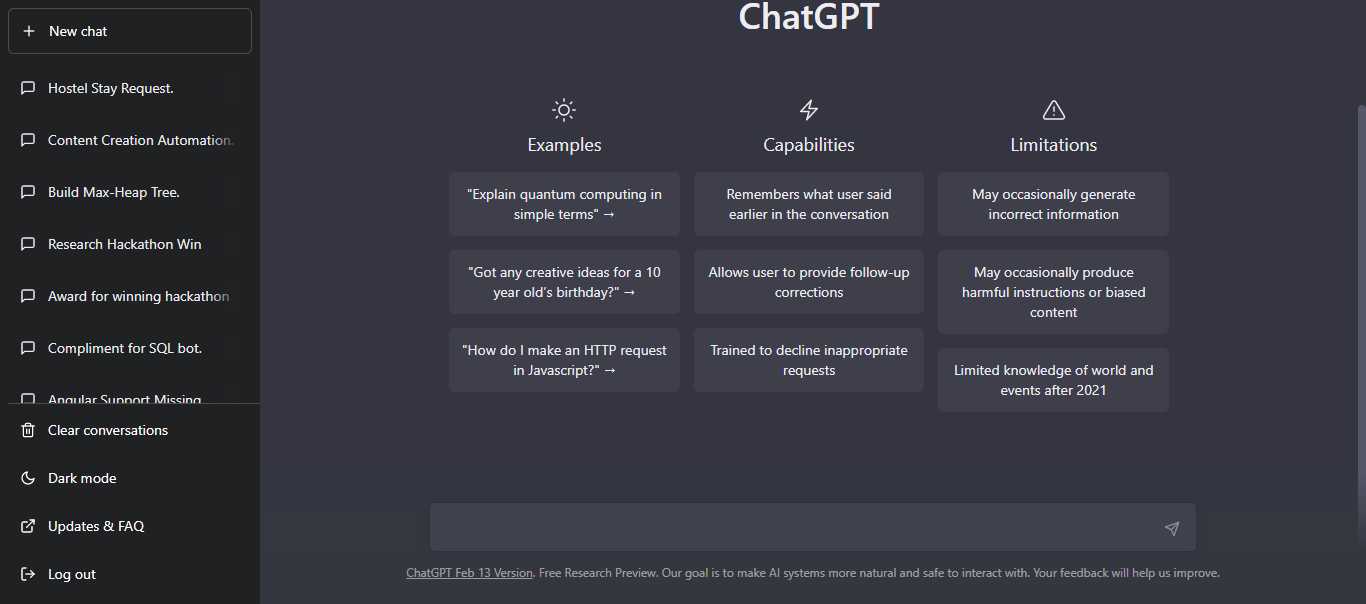 New chat
Hostel Stay Request.
Content Creation Automation.
Build Max-Heap Tree.
Research Hackathon Win
Award for winning hackathon
Compliment for SQL bot.
Angular Support Missing
Clear conversations
Dark mode
Updates & FAQ
Log out
ChatGPT
Examples
"Explain quantum computing in
simple terms" →
"Got any creative ideas for a 10
year old's birthday?" →
"How do I make an HTTP request
in Javascript?" →
Capabilities
Remembers what user said
earlier in the conversation
Allows user to provide follow-up
corrections
Trained to decline inappropriate
requests
Limitations
May occasionally generate
incorrect information
May occasionally produce
harmful instructions or biased
content
Limited knowledge of world and
events after 2021
ChatGPT Feb 13 Version. Free Research Preview. Our goal is to make AI systems more natural and safe to interact with. Your feedback will help us improve.